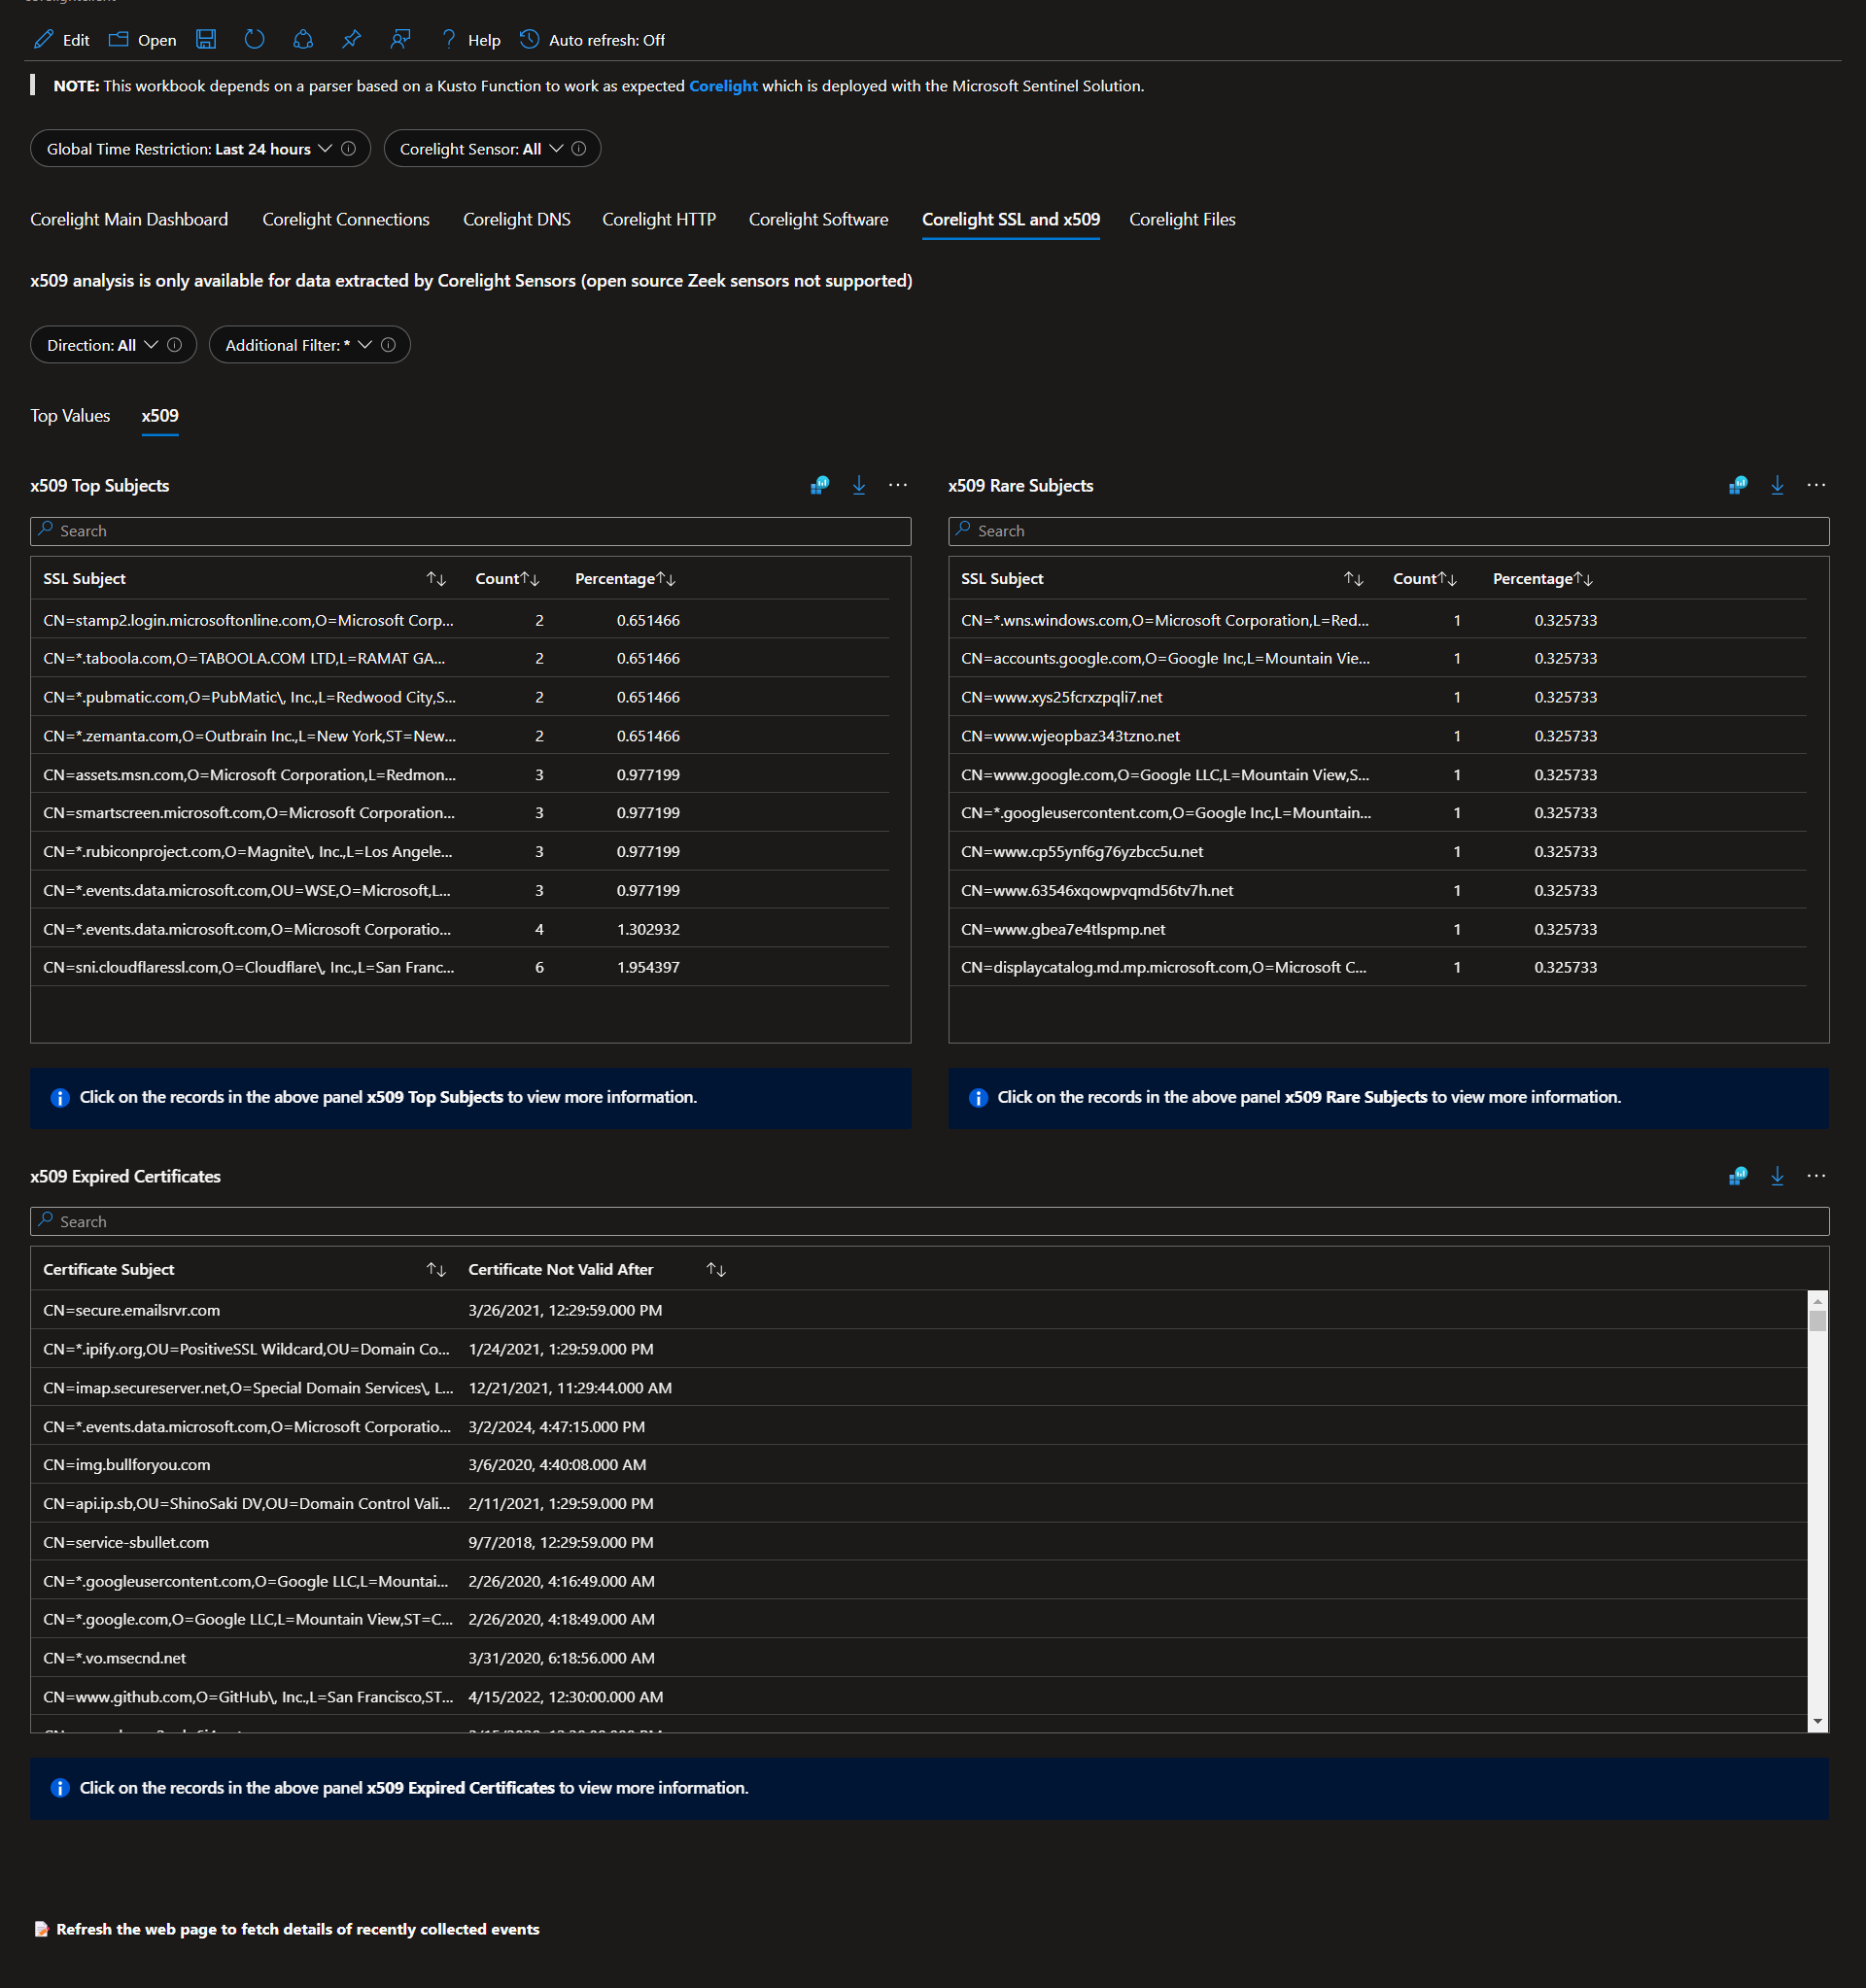 Edit Open Help Auto refresh: Off
NOTE: This workbook depends on a parser based on a Kusto Function to work as expected Corelight which is deployed with the Microsoft Sentinel Solution.
Global Time Restriction: Last 24 hours Corelight Sensor: All
Corelight Main Dashboard Corelight Connections Corelight DNS Corelight HTTP Corelight Software Corelight SSL and x509 Corelight Files
x509 analysis is only available for data extracted by Corelight Sensors (open source Zeek sensors not supported)
Direction: All Additional Filter: *
Top Values x509
x509 Top Subjects
Search
SSL Subject Count Percentage
CN=stamp2.login.microsoftonline.com,O=Microsoft Corp... 2 0.651466
CN=*.taboola.com,O=TABOOLA.COM LTD,L=RAMAT GA... 2 0.651466
CN=*.pubmatic.com,O=PubMatic\, Inc.,L=Redwood City,S... 2 0.651466
CN=*.zemanta.com,O=Outbrain Inc.,L=New York,ST=New... 2 0.651466
CN=assets.msn.com,O=Microsoft Corporation,L=Redmon... 3 0.977199
CN=smartscreen.microsoft.com,O=Microsoft Corporation... 3 0.977199
CN=*.rubiconproject.com,O=Magnite\, Inc.,L=Los Angele... 3 0.977199
CN=*.events.data.microsoft.com,OU=WSE,O=Microsoft,L... 3 0.977199
CN=*.events.data.microsoft.com,O=Microsoft Corporatio... 4 1.302932
CN=sni.cloudflaressl.com,O=Cloudflare\, Inc.,L=San Franc... 6 1.954397
Click on the records in the above panel x509 Top Subjects to view more information.
x509 Rare Subjects
Search
SSL Subject Count Percentage
CN=*.wns.windows.com,O=Microsoft Corporation,L=Red... 1 0.325733
CN=accounts.google.com,O=Google Inc,L=Mountain Vie... 1 0.325733
CN=www.xys25fcrxzpqli7.net 1 0.325733
CN=www.wjeopbaz343tzno.net 1 0.325733
CN=www.google.com,O=Google LLC,L=Mountain View,S... 1 0.325733
CN=*.googleusercontent.com,O=Google Inc,L=Mountain... 1 0.325733
CN=www.cp55ynf6g76yzbcc5u.net 1 0.325733
CN=www.63546xqowpvqmd56tv7h.net 1 0.325733
CN=www.gbea7e4tlspmp.net 1 0.325733
CN=displaycatalog.md.mp.microsoft.com,O=Microsoft C... 1 0.325733
Click on the records in the above panel x509 Rare Subjects to view more information.
x509 Expired Certificates
Search
Certificate Subject Certificate Not Valid After
CN=secure.emailsrvr.com 3/26/2021, 12:29:59.000 PM
CN=*.ipify.org,OU=PositiveSSL Wildcard,OU=Domain Co... 1/24/2021, 1:29:59.000 PM
CN=imap.secureserver.net,O=Special Domain Services\, L... 12/21/2021, 11:29:44.000 AM
CN=*.events.data.microsoft.com,O=Microsoft Corporatio... 3/2/2024, 4:47:15.000 PM
CN=img.bullforyou.com 3/6/2020, 4:40:08.000 AM
CN=api.ip.sb,OU=ShinoSaki DV,OU=Domain Control Vali... 2/11/2021, 1:29:59.000 PM
CN=service-sbullet.com 9/7/2018, 12:29:59.000 PM
CN=*.googleusercontent.com,O=Google LLC,L=Mountai... 2/26/2020, 4:16:49.000 AM
CN=*.google.com,O=Google LLC,L=Mountain View,ST=C... 2/26/2020, 4:18:49.000 AM
CN=*.vo.msecnd.net 3/31/2020, 6:18:56.000 AM
CN=www.github.com,O=GitHub\, Inc.,L=San Francisco,ST... 4/15/2022, 12:30:00.000 AM
Click on the records in the above panel x509 Expired Certificates to view more information.
Refresh the web page to fetch details of recently collected events